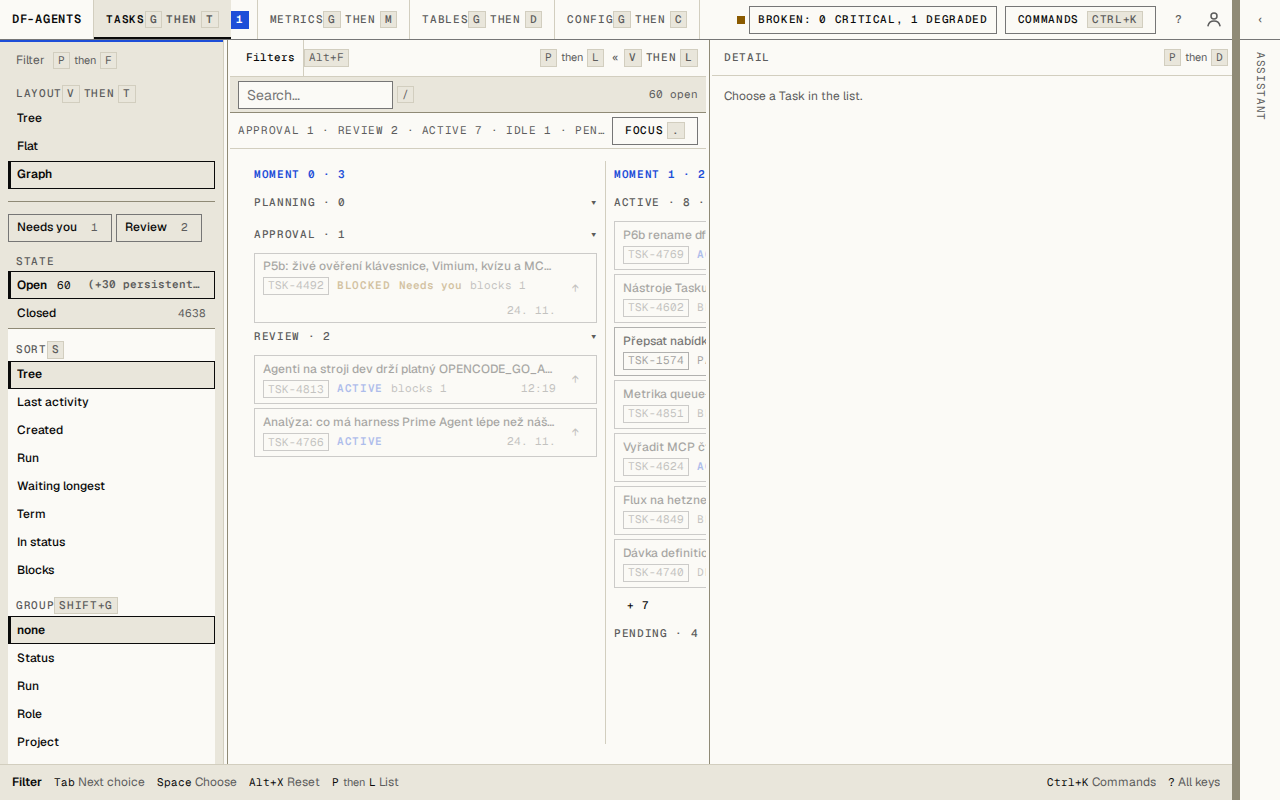 DF-AGENTS TASKS G THEN T 1 METRICS G THEN M TABLES G THEN D CONFIG G THEN C BROKEN: 0 CRITICAL, 1 DEGRADED COMMANDS CTRL+K ? ‹
Filter P then F
LAYOUT V THEN T
Tree
Flat
Graph
Needs you 1 Review 2
STATE
Open 60 (+30 persistent…
Closed 4638
SORT S
Tree
Last activity
Created
Run
Waiting longest
Term
In status
Blocks
GROUP SHIFT+G
none
Status
Run
Role
Project
Filters Alt+F P then L « V THEN L
Search… / 60 open
APPROVAL 1 · REVIEW 2 · ACTIVE 7 · IDLE 1 · PEN… FOCUS .
MOMENT 0 · 3
PLANNING · 0 ▾
APPROVAL · 1 ▾
P5b: živé ověření klávesnice, Vimium, kvízu a MC…
TSK-4492 BLOCKED Needs you blocks 1 ↑
24. 11.
REVIEW · 2 ▾
Agenti na stroji dev drží platný OPENCODE_GO_A…
TSK-4813 ACTIVE blocks 1 12:19 ↑
Analýza: co má harness Prime Agent lépe než náš…
TSK-4766 ACTIVE 24. 11. ↑
MOMENT 1 · 2
ACTIVE · 8 ·
P6b rename df
TSK-4769 A
Nástroje Tasku
TSK-4602 B
Přepsat nabídk
TSK-1574 P
Metrika queue
TSK-4851 B
Vyřadit MCP č
TSK-4624 A
Flux na hetzne
TSK-4849 B
Dávka definitic
TSK-4740 D
+ 7
PENDING · 4
DETAIL P then D
Choose a Task in the list.
ASSISTANT
Filter Tab Next choice Space Choose Alt+X Reset P then L List Ctrl+K Commands ? All keys